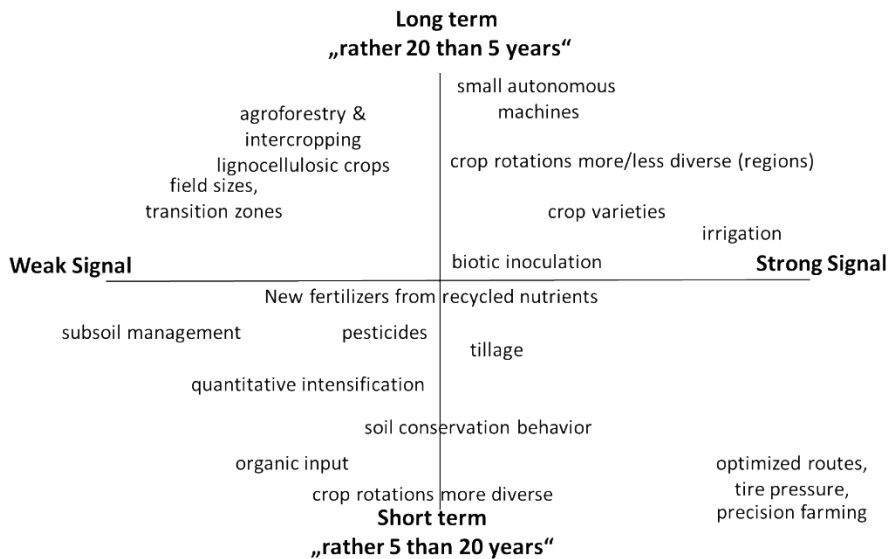 Long term
„rather 20 than 5 years“
small autonomous
machines
agroforestry &
intercropping
lignocellulosic crops
crop rotations more/less diverse (regions)
field sizes,
transition zones
crop varieties
irrigation
biotic inoculation
Weak Signal
Strong Signal
New fertilizers from recycled nutrients
subsoil management
pesticides
tillage
quantitative intensification
soil conservation behavior
organic input
optimized routes,
tire pressure,
precision farming
crop rotations more diverse
Short term
„rather 5 than 20 years“